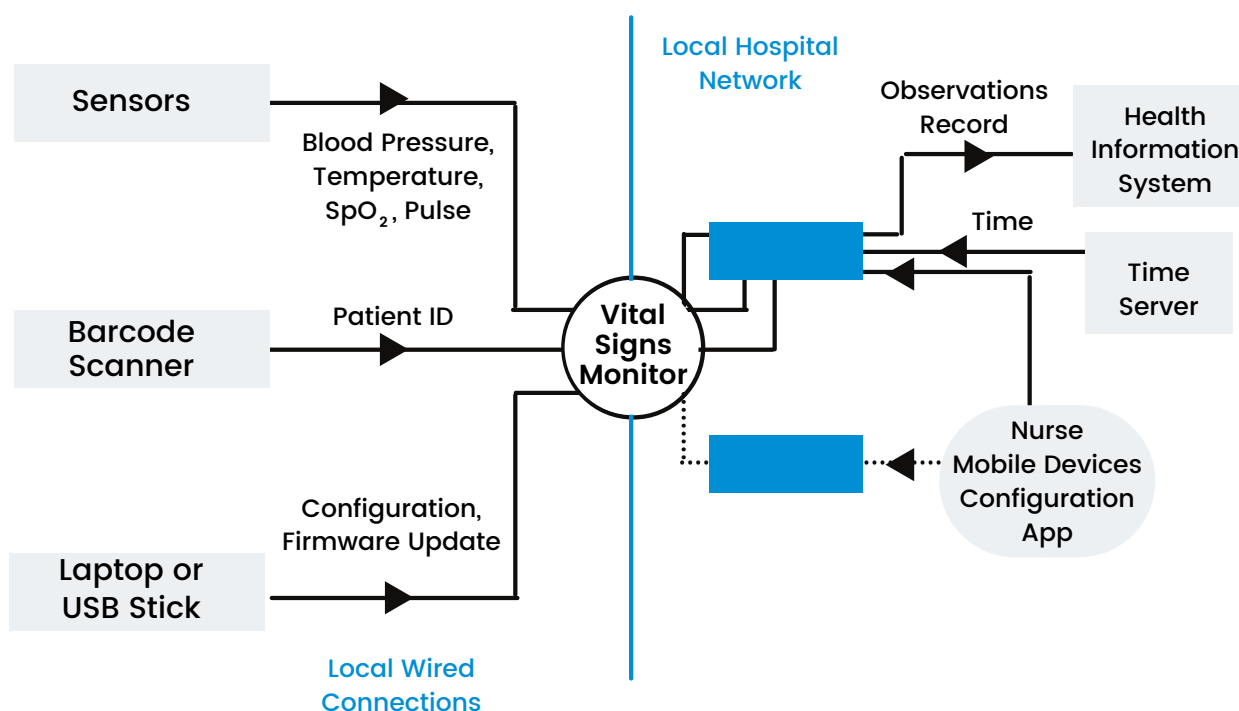 Local Hospital
Network
Sensors
Blood Pressure,
Temperature,
SpO₂, Pulse
Observations
Record
Health
Information
System
Time
Time
Server
Barcode
Scanner
Patient ID
Vital
Signs
Monitor
Nurse
Mobile Devices
Configuration
App
Configuration,
Firmware Update
Laptop or
USB Stick
Local Wired
Connections